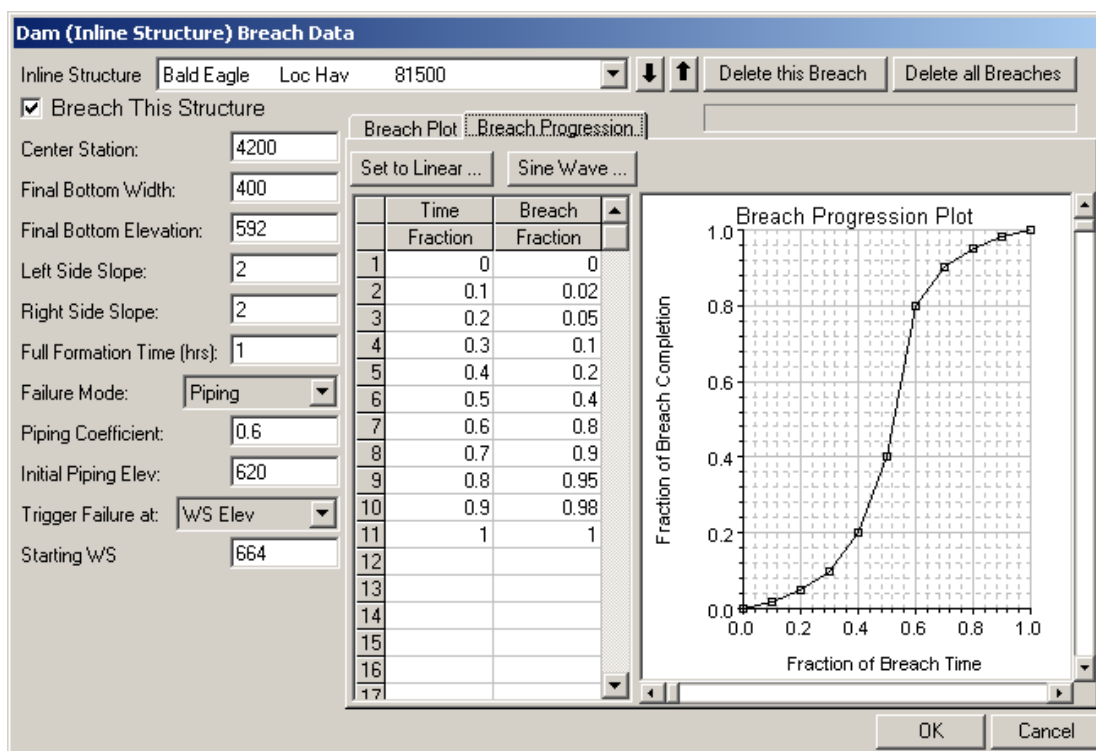 Dam (Inline Structure) Breach Data
Inline Structure Bald Eagle Loc Hav 81500 Delete this Breach Delete all Breaches
Breach This Structure
Center Station: 4200
Final Bottom Width: 400
Final Bottom Elevation: 592
Left Side Slope: 2
Right Side Slope: 2
Full Formation Time (hrs): 1
Failure Mode: Piping
Piping Coefficient: 0.6
Initial Piping Elev: 620
Trigger Failure at: WS Elev
Starting WS 664
Breach Plot Breach Progression
Set to Linear ... Sine Wave ...
Time Breach
Fraction Fraction
1 0 0
2 0.1 0.02
3 0.2 0.05
4 0.3 0.1
5 0.4 0.2
6 0.5 0.4
7 0.6 0.8
8 0.7 0.9
9 0.8 0.95
10 0.9 0.98
11 1 1
12
13
14
15
16
17
Breach Progression Plot
Fraction of Breach Completion
1.0
0.8
0.6
0.4
0.2
0.0
0.0 0.2 0.4 0.6 0.8 1.0
Fraction of Breach Time
OK Cancel